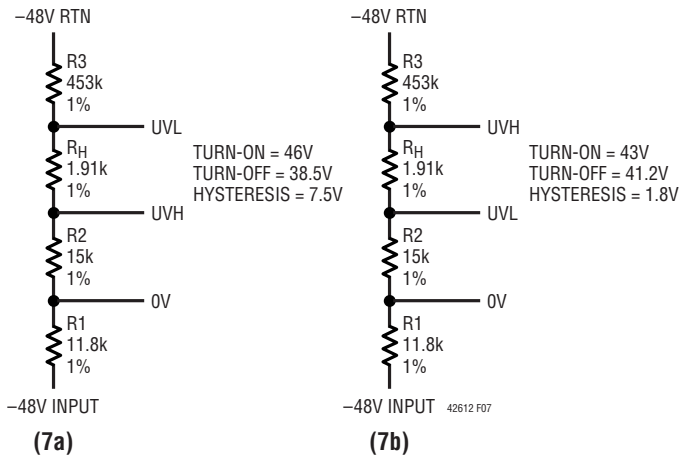 –48V RTN
R3
453k
1%
UVL
RH
1.91k
1%
TURN-ON = 46V
TURN-OFF = 38.5V
HYSTERESIS = 7.5V
UVH
R2
15k
1%
0V
R1
11.8k
1%
–48V INPUT
(7a)
–48V RTN
R3
453k
1%
UVH
RH
1.91k
1%
TURN-ON = 43V
TURN-OFF = 41.2V
HYSTERESIS = 1.8V
UVL
R2
15k
1%
0V
R1
11.8k
1%
–48V INPUT
42612 F07
(7b)